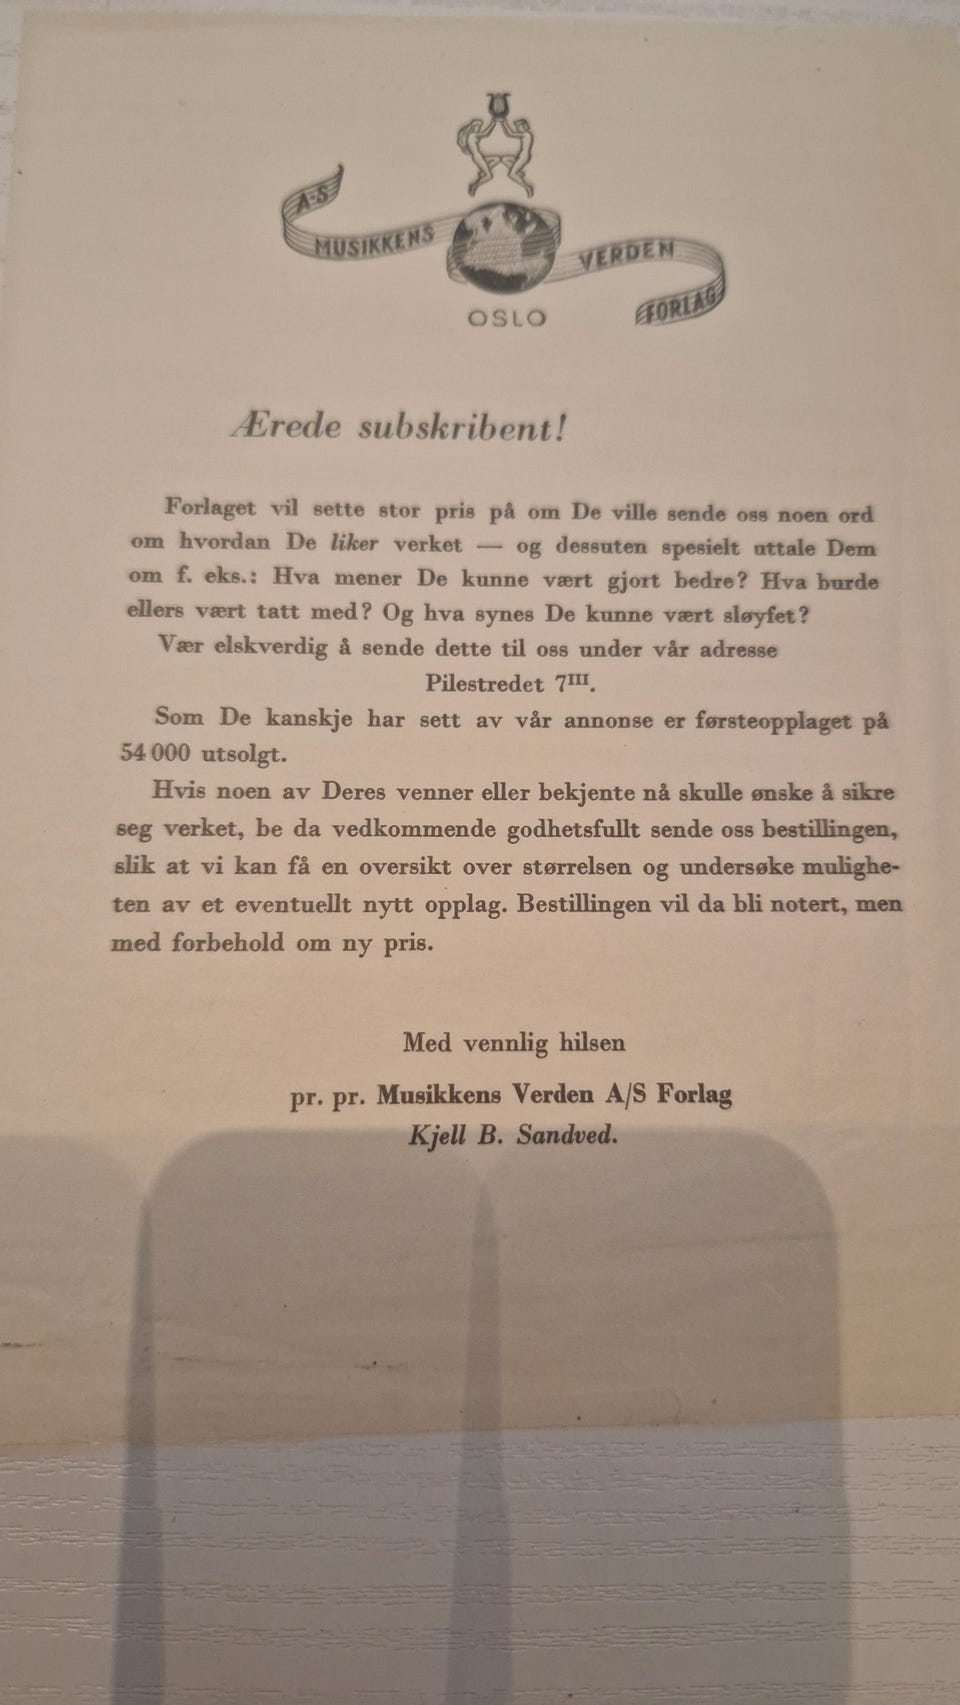 A-S
MUSIKKENS
VERDEN
FORLAG
OSLO
Ærede subskribent!
Forlaget vil sette stor pris på om De ville sende oss noen ord
om hvordan De liker verket — og dessuten spesielt uttale Dem
om f. eks.: Hva mener De kunne vært gjort bedre? Hva burde
ellers vært tatt med? Og hva synes De kunne vært sløyfet?
Vær elskverdig å sende dette til oss under vår adresse
Pilestredet 7III.
Som De kanskje har sett av vår annonse er førsteopplaget på
54 000 utsolgt.
Hvis noen av Deres venner eller bekjente nå skulle ønske å sikre
seg verket, be da vedkommende godhetsfullt sende oss bestillingen,
slik at vi kan få en oversikt over størrelsen og undersøke mulighe-
ten av et eventuellt nytt opplag. Bestillingen vil da bli notert, men
med forbehold om ny pris.
Med vennlig hilsen
pr. pr. Musikkens Verden A/S Forlag
Kjell B. Sandved.